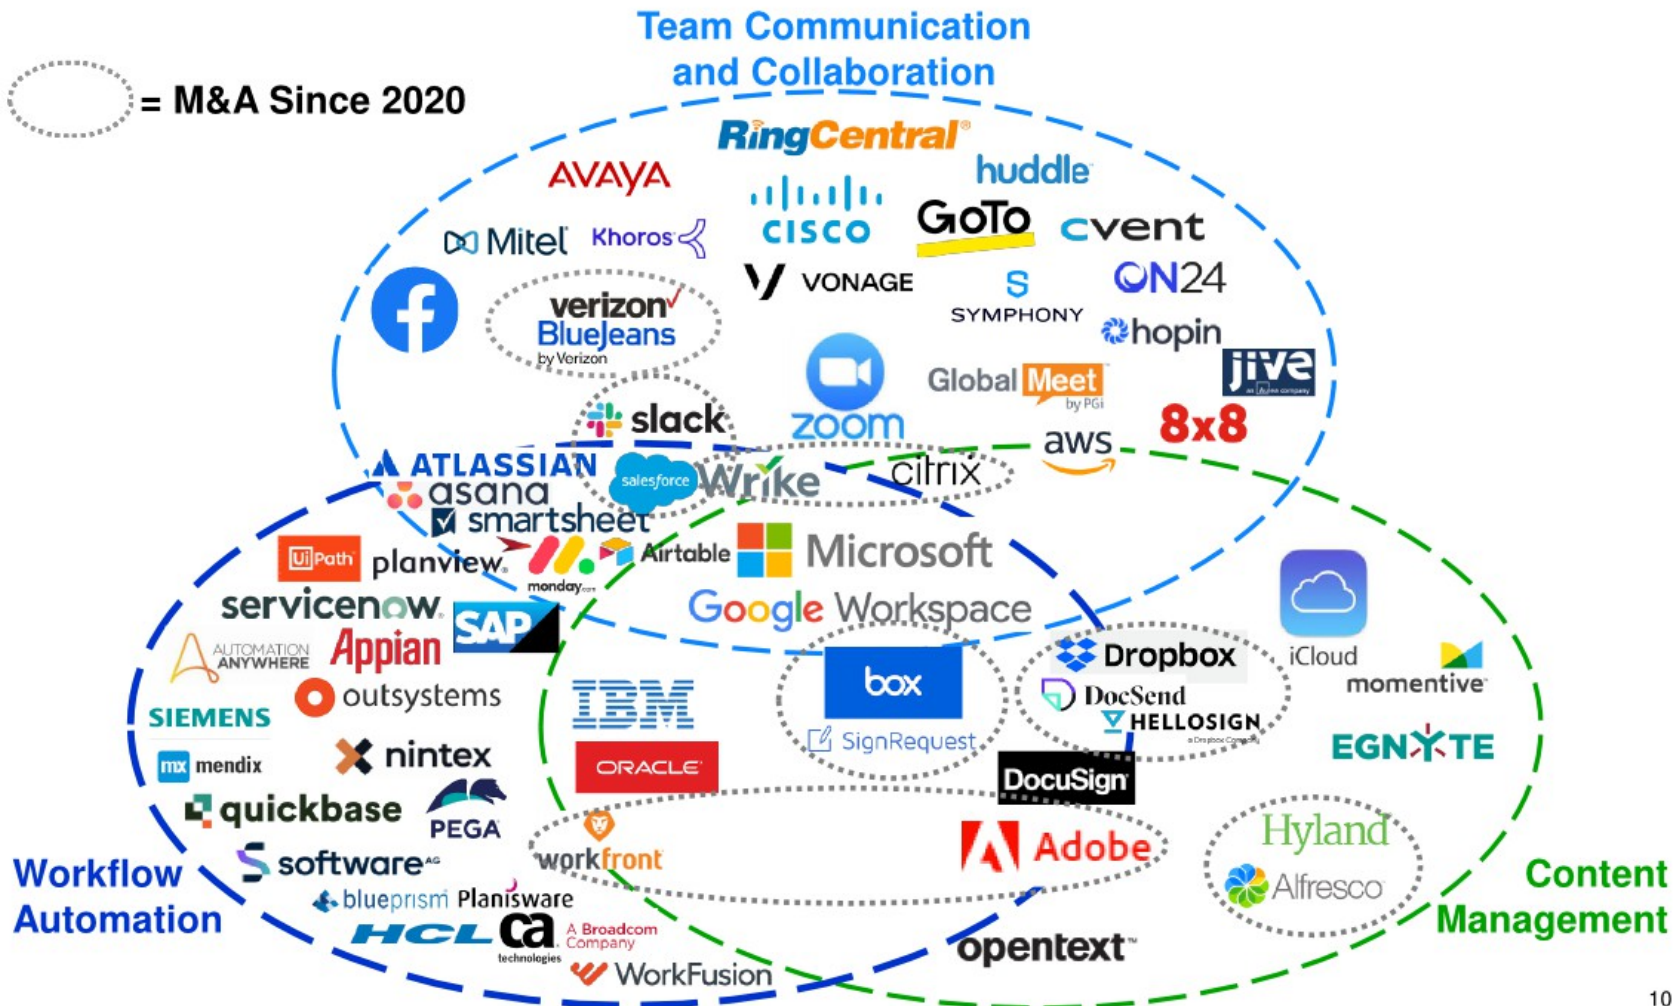 Team Communication
and Collaboration
= M&A Since 2020
RingCentral®
AVAYA
huddle
CISCO
GoTo
cvent
Mitel
Khoros
VONAGE
ON24
SYMPHONY
verizon
BlueJeans
by Verizon
hopin
zoom
Global Meet
by PGi
jive
slack
8x8
aws
ATLASSIAN
salesforce
Wrike
citrix
asana
smartsheet
UiPath
planview®
monday.com
Airtable
Microsoft
servicenow
SAP
Google Workspace
iCloud
AUTOMATION
ANYWHERE
Appian
Dropbox
box
momentive
outsystems
IBM
DocSend
HELLOSIGN
SIEMENS
SignRequest
EGNYTE
mx mendix
nintex
ORACLE
DocuSign
quickbase
PEGA
workfront
Adobe
Hyland
software AG
Alfresco
Workflow
Automation
Content
Management
blueprism
Planisware
HCL
ca
technologies
A Broadcom
Company
opentext™
WorkFusion
10